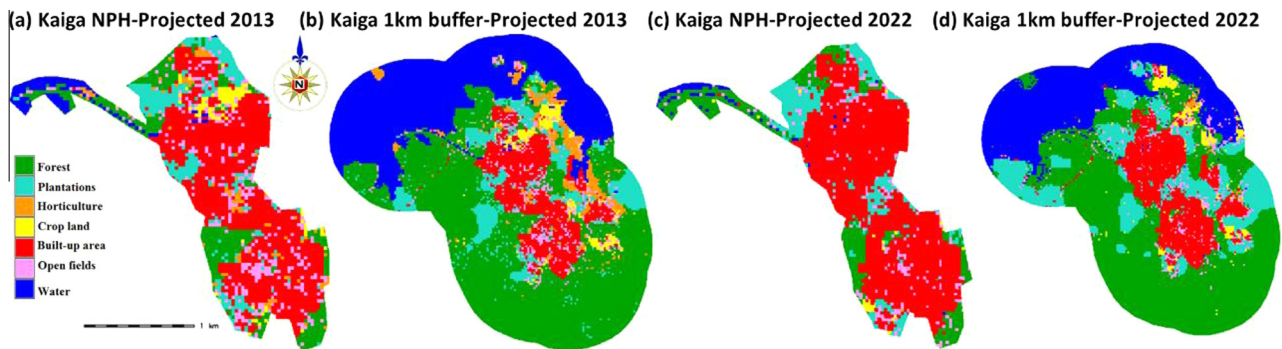 (a) Kaiga NPH-Projected 2013
(b) Kaiga 1km buffer-Projected 2013
(c) Kaiga NPH-Projected 2022
(d) Kaiga 1km buffer-Projected 2022
N
Forest
Plantations
Horticulture
Crop land
Built-up area
Open fields
Water
1 km